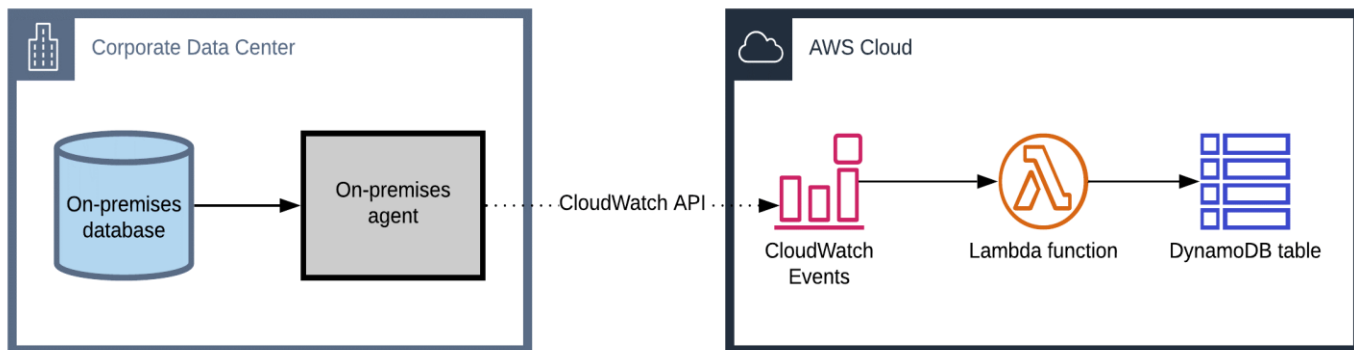 Corporate Data Center
AWS Cloud
On-premises
database
On-premises
agent
CloudWatch API
CloudWatch
Events
Lambda function
DynamoDB table